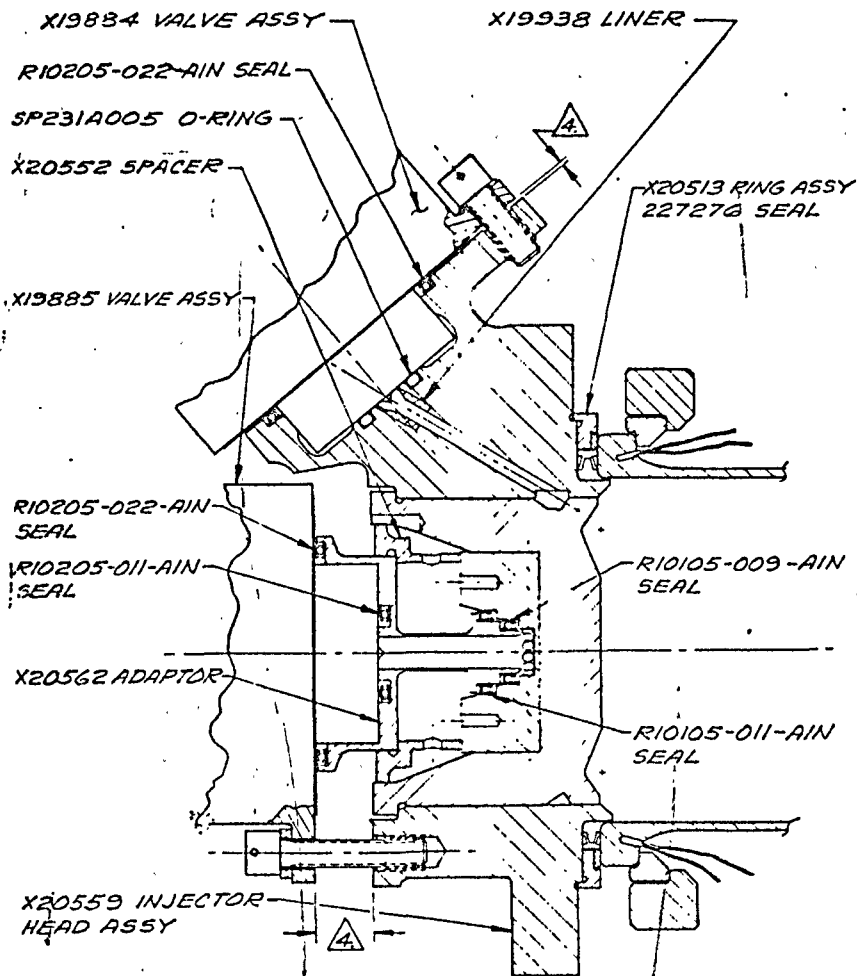 X19884 VALVE ASSY
X19938 LINER
R10205-022-AIN SEAL
SP231A005 O-RING
4.
X20552 SPACER
X20513 RING ASSY
227276 SEAL
X19885 VALVE ASSY
R10205-022-AIN
SEAL
R10205-011-AIN
SEAL
R10105-009-AIN
SEAL
X20562 ADAPTOR
R10105-011-AIN
SEAL
X20559 INJECTOR
HEAD ASSY
4.